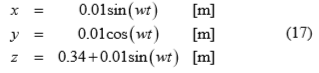 x = 0.01sin(wt) [m]
y = 0.01cos(wt) [m] (17)
z = 0.34+0.01sin(wt) [m]